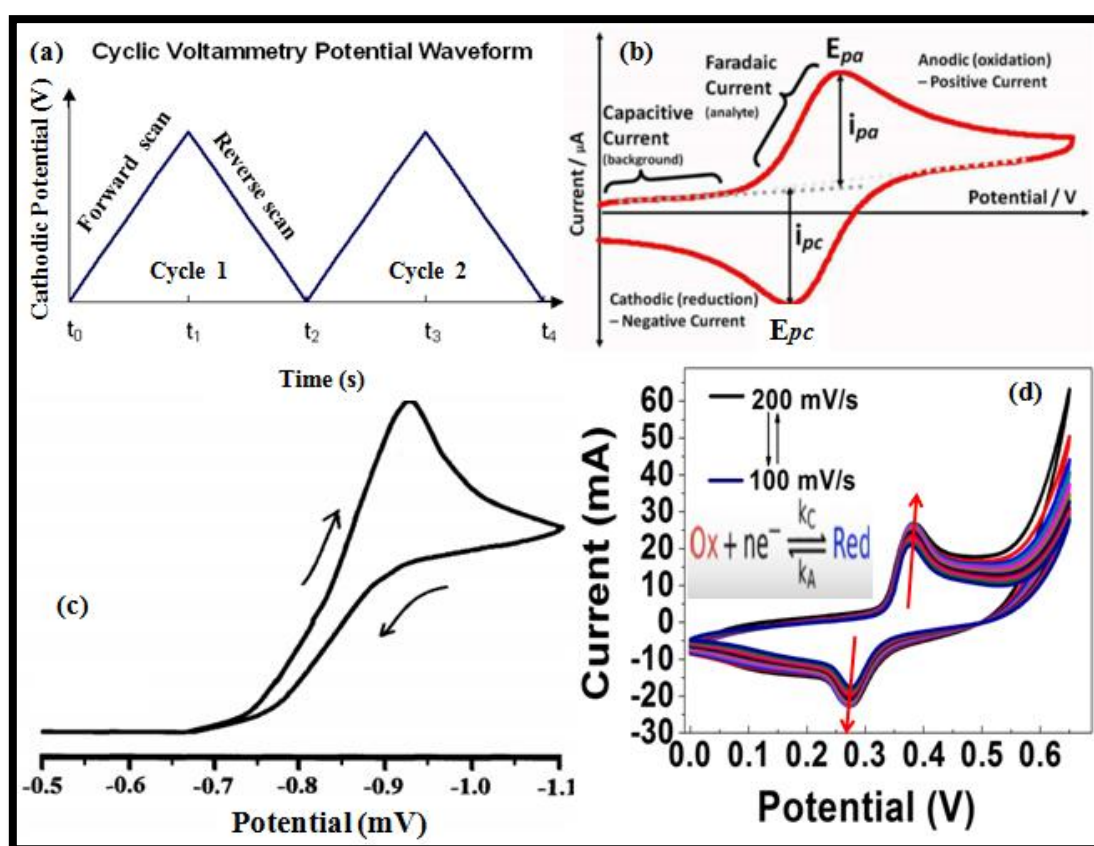 (a) Cyclic Voltammetry Potential Waveform
Cathodic Potential (V)
Forward scan
Reverse scan
Cycle 1
Cycle 2
t0 t1 t2 t3 t4
Time (s)
(b)
Epa
Anodic (oxidation)
– Positive Current
Faradaic
Current
(analyte)
Capacitive
Current
(background)
ipa
Current / µA
Potential / V
ipc
Cathodic (reduction)
– Negative Current
Epc
(c)
-0.5 -0.6 -0.7 -0.8 -0.9 -1.0 -1.1
Potential (mV)
(d)
200 mV/s
100 mV/s
Ox + ne− kC kA Red
Current (mA)
60
50
40
30
20
10
0
-10
-20
-30
0.0 0.1 0.2 0.3 0.4 0.5 0.6
Potential (V)